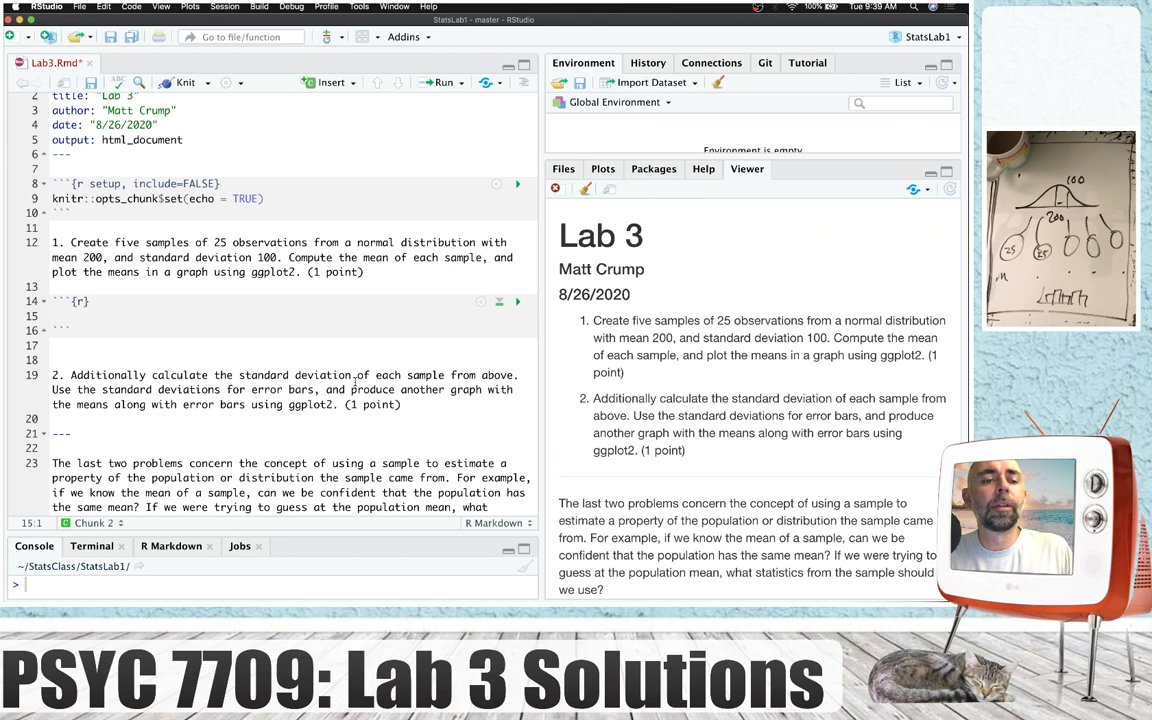 RStudio File Edit Code View Plots Session Build Debug Profile Tools Window Help 100% Tue 9:39 AM
StatsLab1 - master - RStudio
Go to file/function Addins StatsLab1
Lab3.Rmd*
Knit Insert Run
2 title: "Lab 3"
3 author: "Matt Crump"
4 date: "8/26/2020"
5 output: html_document
6 ---
7
8 ```{r setup, include=FALSE}
9 knitr::opts_chunk$set(echo = TRUE)
10 ```
11
12 1. Create five samples of 25 observations from a normal distribution with
mean 200, and standard deviation 100. Compute the mean of each sample, and
plot the means in a graph using ggplot2. (1 point)
13
14 ```{r}
15
16 ```
17
18
19 2. Additionally calculate the standard deviation of each sample from above.
Use the standard deviations for error bars, and produce another graph with
the means along with error bars using ggplot2. (1 point)
20
21 ---
22
23 The last two problems concern the concept of using a sample to estimate a
property of the population or distribution the sample came from. For example,
if we know the mean of a sample, can we be confident that the population has
the same mean? If we were trying to guess at the population mean, what
15:1 Chunk 2 R Markdown
Console Terminal R Markdown Jobs
~/StatsClass/StatsLab1/
>
Environment History Connections Git Tutorial
Import Dataset List
Global Environment
Environment is empty
Files Plots Packages Help Viewer
Lab 3
Matt Crump
8/26/2020
1. Create five samples of 25 observations from a normal distribution
with mean 200, and standard deviation 100. Compute the mean
of each sample, and plot the means in a graph using ggplot2. (1
point)
2. Additionally calculate the standard deviation of each sample from
above. Use the standard deviations for error bars, and produce
another graph with the means along with error bars using
ggplot2. (1 point)
The last two problems concern the concept of using a sample to
estimate a property of the population or distribution the sample came
from. For example, if we know the mean of a sample, can we be
confident that the population has the same mean? If we were trying to
guess at the population mean, what statistics from the sample should
we use?
100
200
25 25
M
LG
PSYC 7709: Lab 3 Solutions